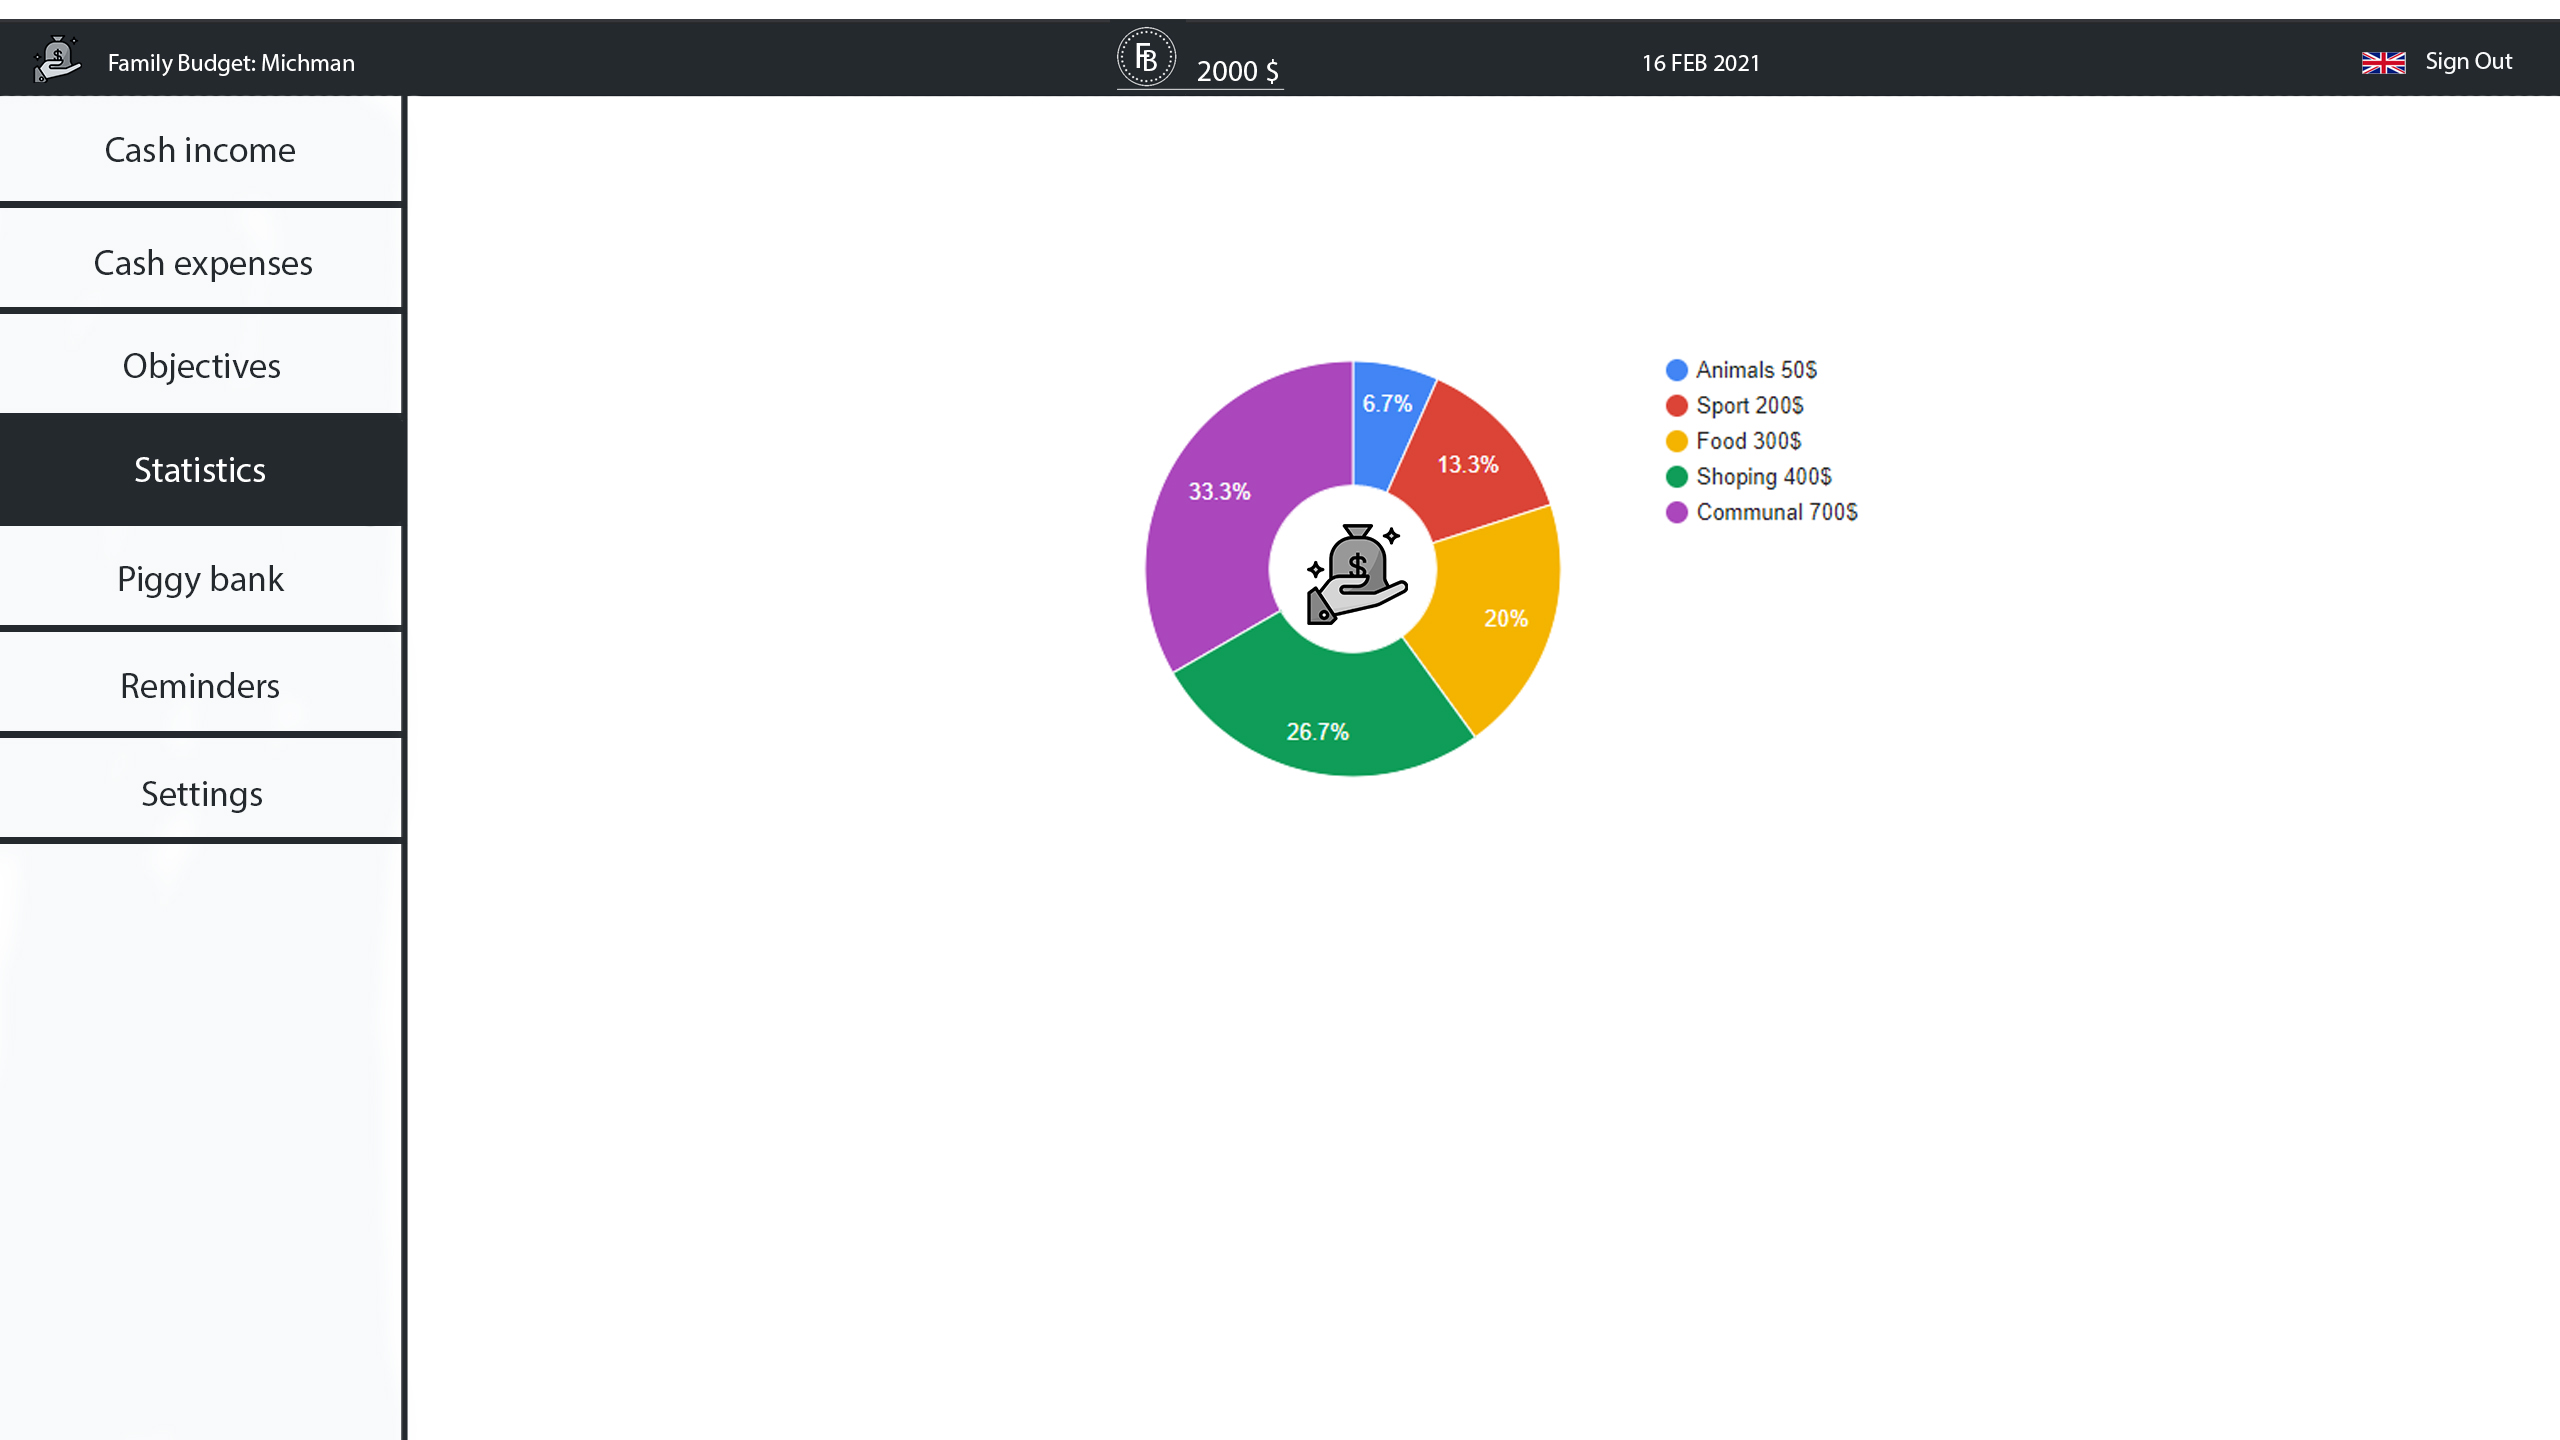 Family Budget: Michman
FB
2000 $
16 FEB 2021
Sign Out
Cash income
Cash expenses
Objectives
Statistics
Piggy bank
Reminders
Settings
6.7%
13.3%
20%
26.7%
33.3%
$
Animals 50$
Sport 200$
Food 300$
Shoping 400$
Communal 700$